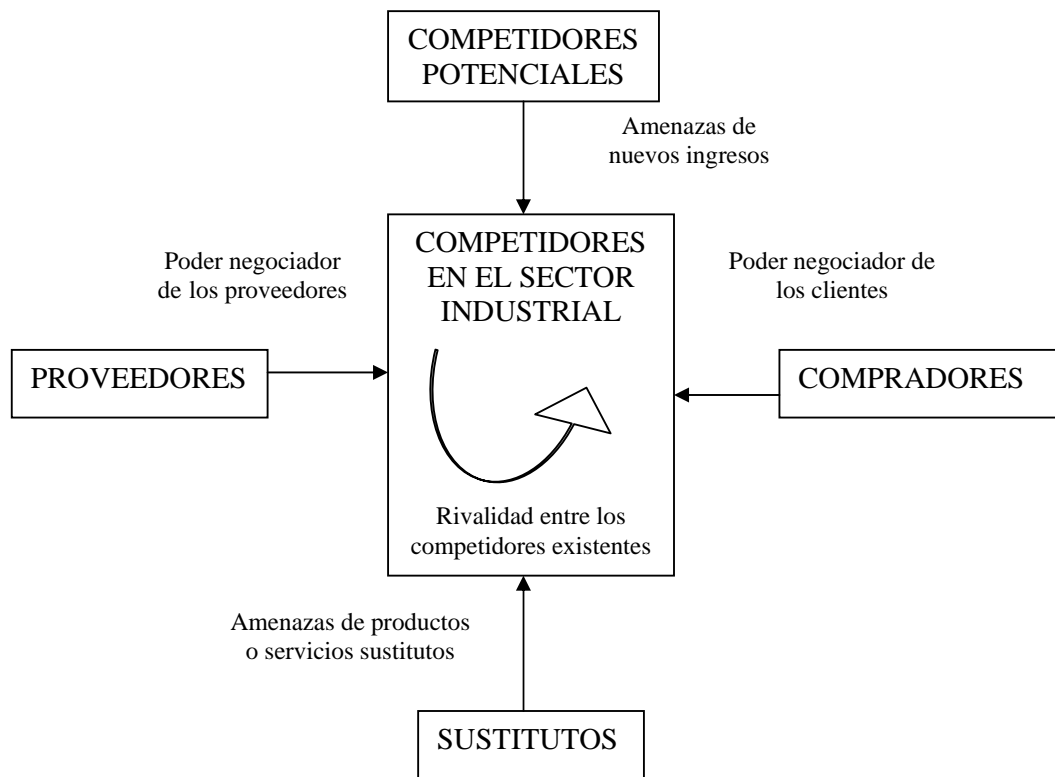 COMPETIDORES
POTENCIALES
Amenazas de
nuevos ingresos
COMPETIDORES
EN EL SECTOR
INDUSTRIAL
Poder negociador
de los proveedores
Poder negociador de
los clientes
PROVEEDORES
COMPRADORES
Rivalidad entre los
competidores existentes
Amenazas de productos
o servicios sustitutos
SUSTITUTOS